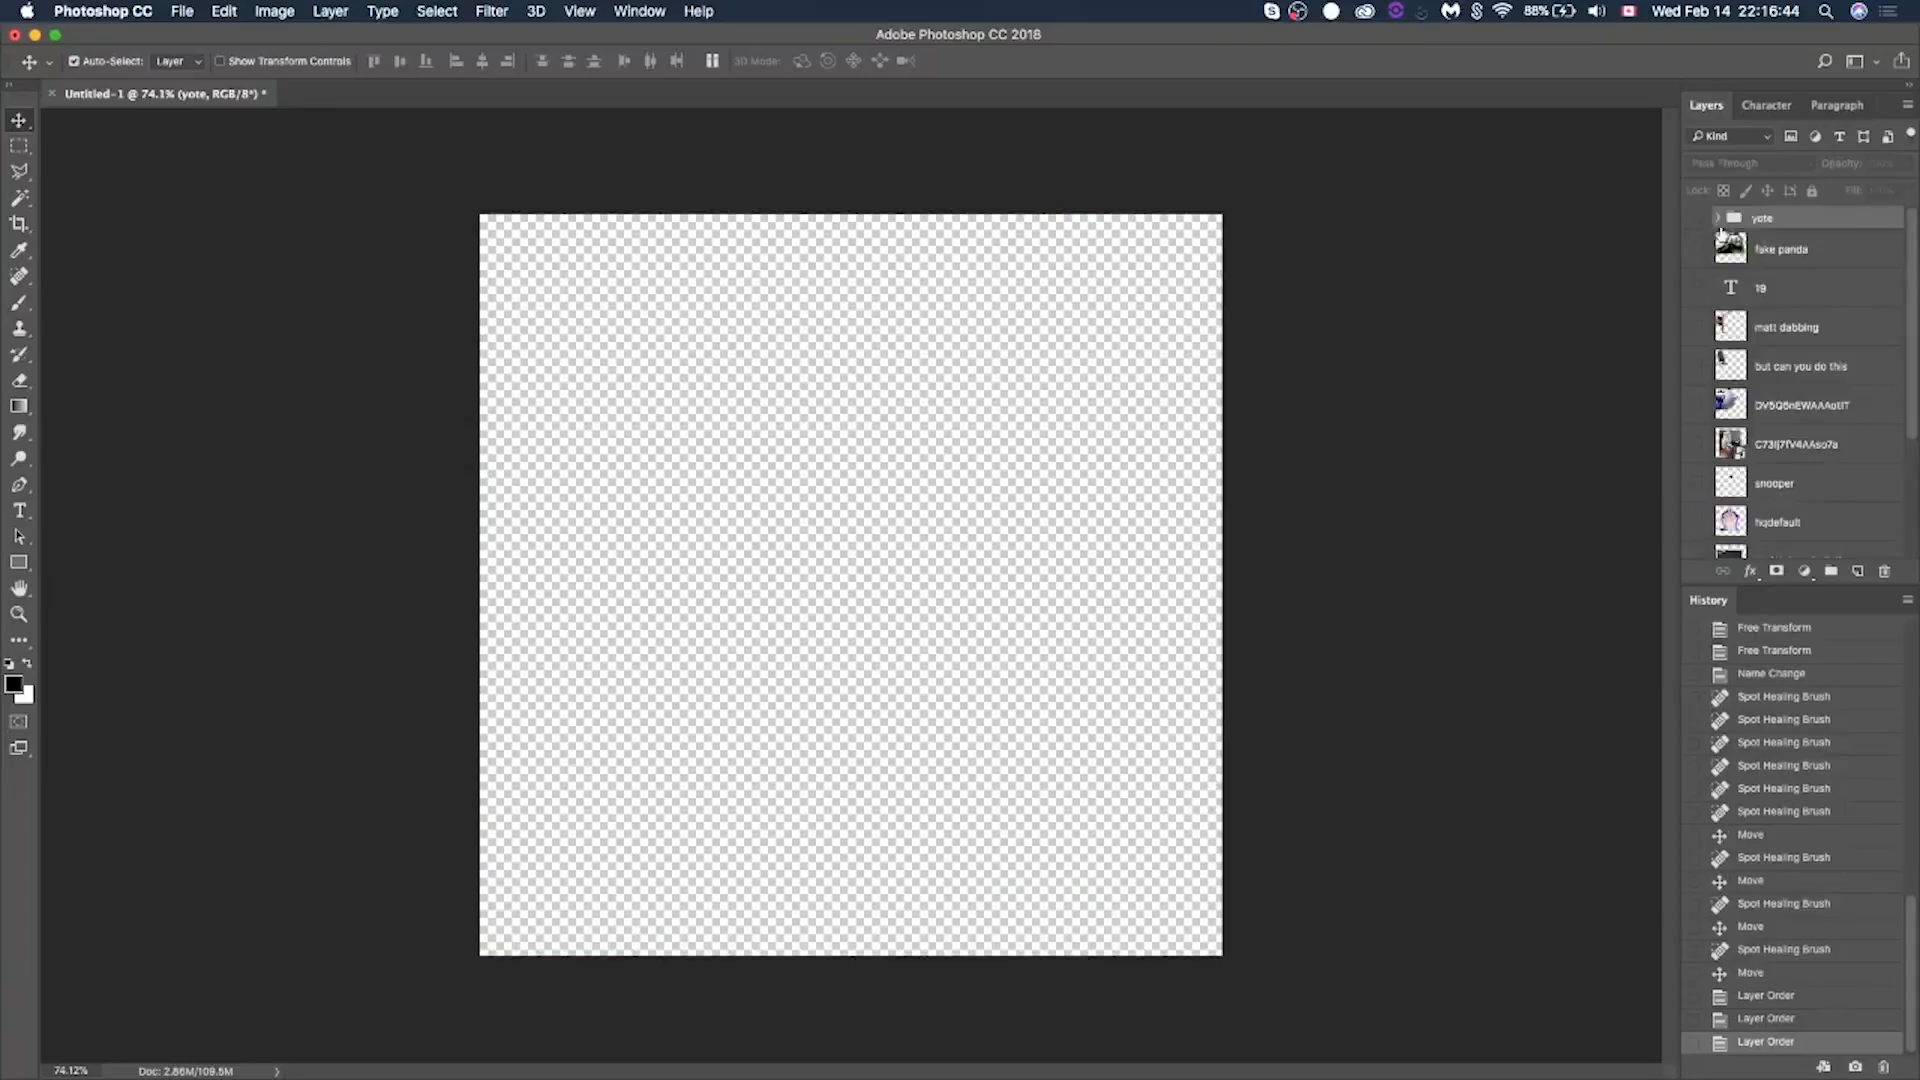 Photoshop CC File Edit Image Layer Type Select Filter 3D View Window Help 88% Wed Feb 14 22:16:44
Adobe Photoshop CC 2018
Auto-Select: Layer Show Transform Controls 3D Mode:
Untitled-1 @ 74.1% (yote, RGB/8*) *
Layers Character Paragraph
Kind
Pass Through Opacity:
Lock: Fill:
yote
fake panda
19
matt dabbing
but can you do this
snooper
hqdefault
History
Free Transform
Free Transform
Name Change
Spot Healing Brush
Spot Healing Brush
Spot Healing Brush
Spot Healing Brush
Spot Healing Brush
Spot Healing Brush
Move
Spot Healing Brush
Move
Spot Healing Brush
Move
Spot Healing Brush
Move
Layer Order
Layer Order
Layer Order
74.12% Doc: 2.86M/109.5M